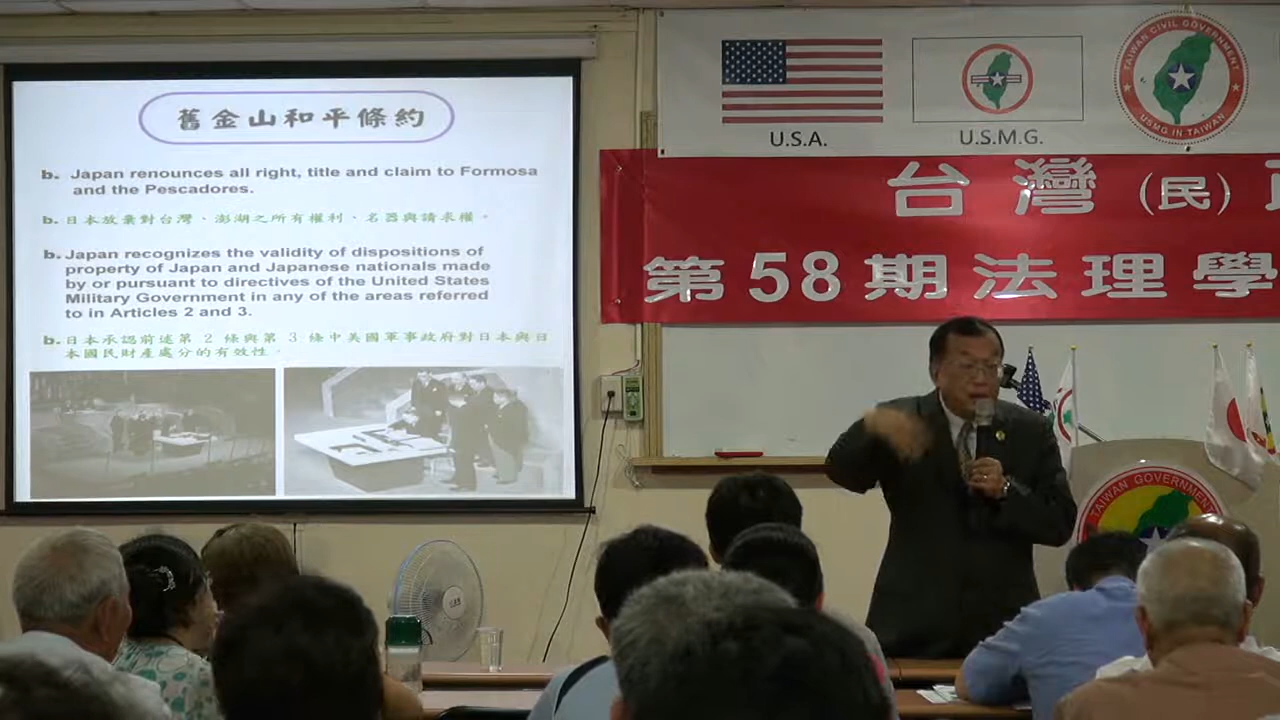 舊金山和平條約
b. Japan renounces all right, title and claim to Formosa
and the Pescadores.
b. 日本放棄對台灣、澎湖之所有權利、名器與請求權。
b. Japan recognizes the validity of dispositions of
property of Japan and Japanese nationals made
by or pursuant to directives of the United States
Military Government in any of the areas referred
to in Articles 2 and 3.
b. 日本承認前述第 2 條與第 3 條中美國軍事政府對日本與日
本國民財產處分的有效性。
U.S.A.
U.S.M.G.
TAIWAN CIVIL GOVERNMENT
USMG IN TAIWAN
台灣(民)
第58期法理學
TAIWAN GOVERNMENT